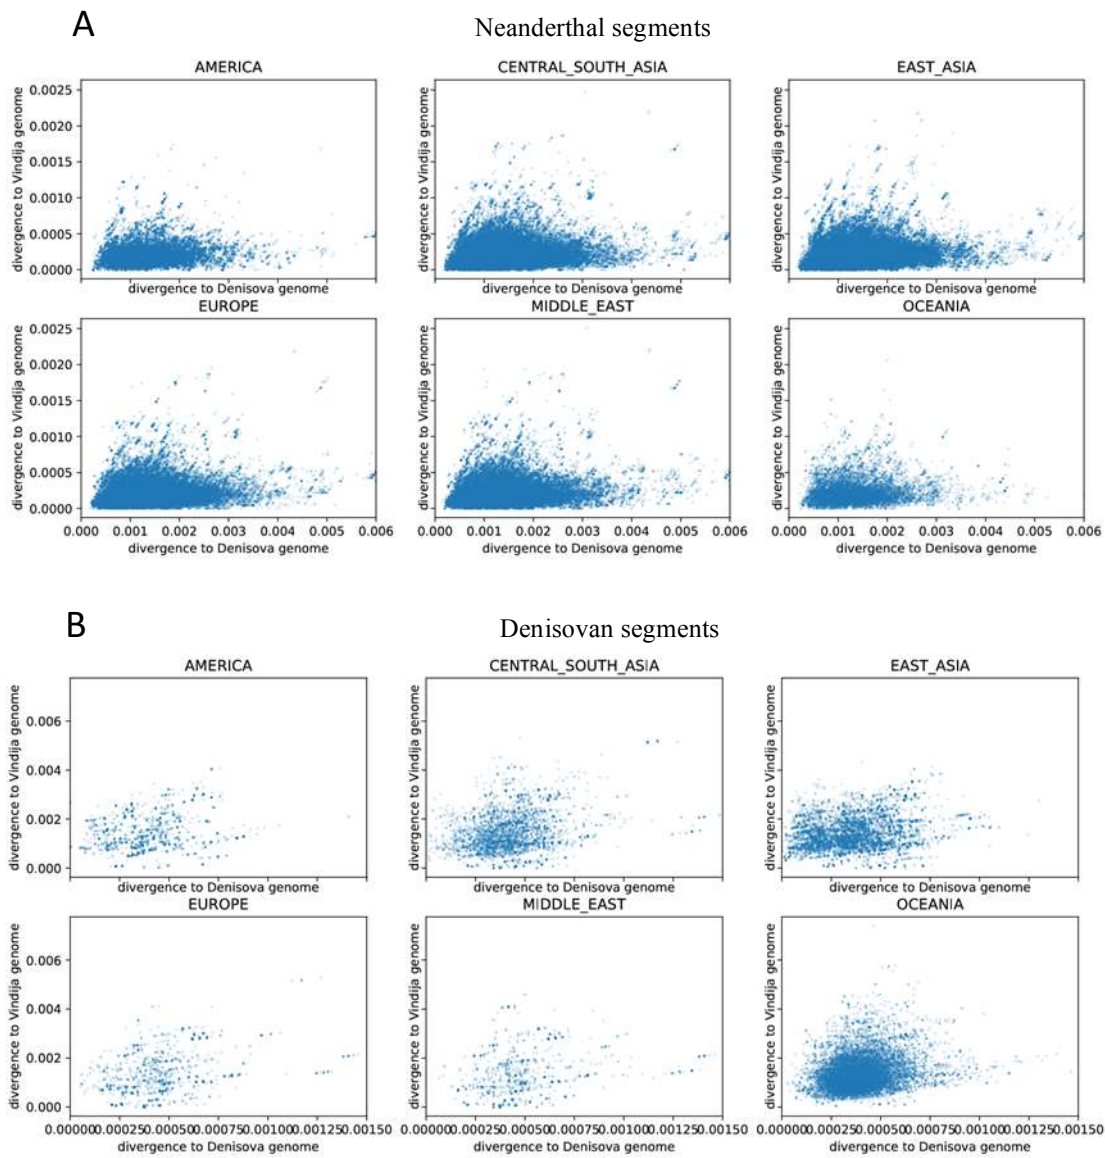 A
Neanderthal segments
AMERICA
CENTRAL_SOUTH_ASIA
EAST_ASIA
divergence to Vindija genome
0.0025
0.0020
0.0015
0.0010
0.0005
0.0000
divergence to Vindija genome
divergence to Vindija genome
divergence to Denisova genome
divergence to Denisova genome
divergence to Denisova genome
EUROPE
MIDDLE_EAST
OCEANIA
divergence to Vindija genome
0.0025
0.0020
0.0015
0.0010
0.0005
0.0000
divergence to Vindija genome
divergence to Vindija genome
0.000 0.001 0.002 0.003 0.004 0.005 0.006
0.000 0.001 0.002 0.003 0.004 0.005 0.006
0.000 0.001 0.002 0.003 0.004 0.005 0.006
divergence to Denisova genome
divergence to Denisova genome
divergence to Denisova genome
B
Denisovan segments
AMERICA
CENTRAL_SOUTH_ASIA
EAST_ASIA
divergence to Vindija genome
0.006
0.004
0.002
0.000
divergence to Vindija genome
divergence to Vindija genome
divergence to Denisova genome
divergence to Denisova genome
divergence to Denisova genome
EUROPE
MIDDLE_EAST
OCEANIA
divergence to Vindija genome
0.006
0.004
0.002
0.000
divergence to Vindija genome
divergence to Vindija genome
0.00000 0.00025 0.00050 0.00075 0.00100 0.00125 0.00150
0.00000 0.00025 0.00050 0.00075 0.00100 0.00125 0.00150
0.00000 0.00025 0.00050 0.00075 0.00100 0.00125 0.00150
divergence to Denisova genome
divergence to Denisova genome
divergence to Denisova genome